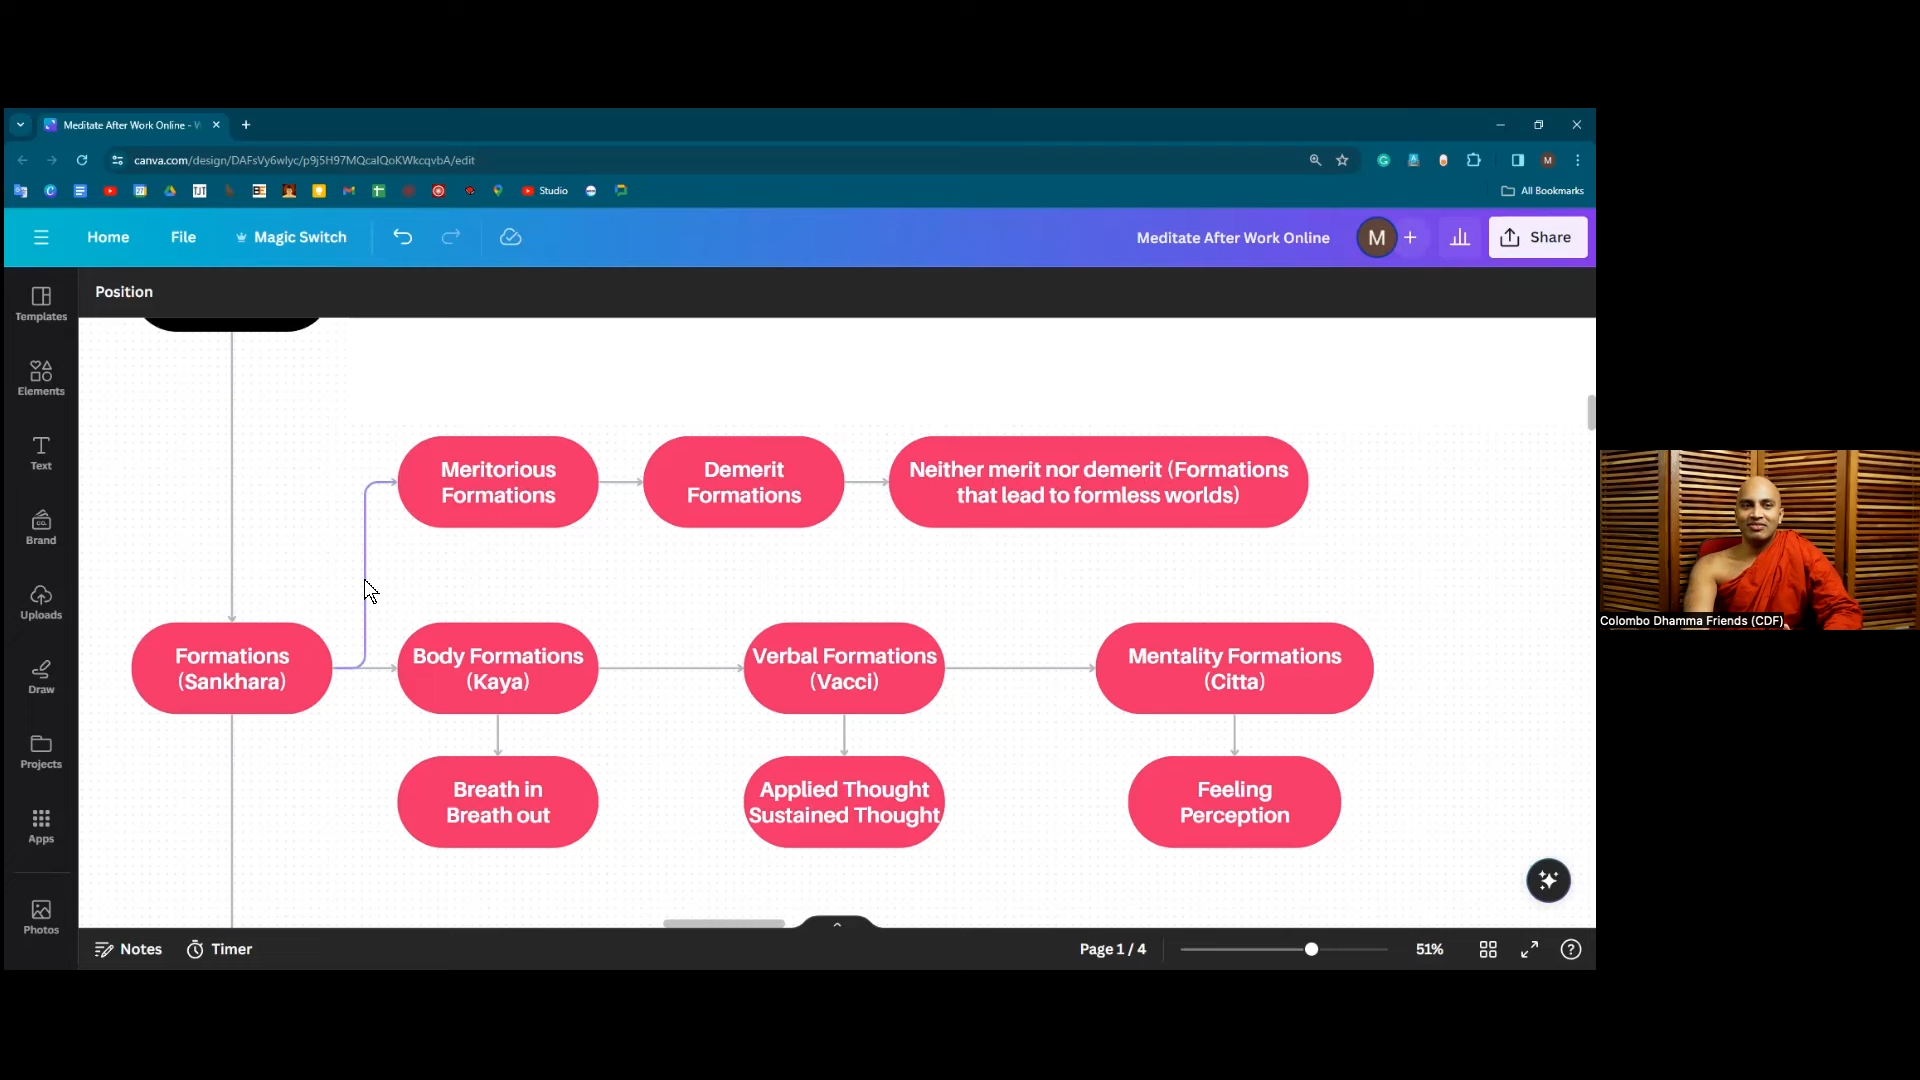 Meditate After Work Online - W
canva.com/design/DAFsVy6wlyc/p9j5H97MQcalQoKWkcqvbA/edit
Studio
All Bookmarks
Home
File
Magic Switch
Meditate After Work Online
M
Share
Position
Templates
Elements
Text
Brand
Uploads
Draw
Projects
Apps
Photos
Meritorious
Formations
Demerit
Formations
Neither merit nor demerit (Formations
that lead to formless worlds)
Formations
(Sankhara)
Body Formations
(Kaya)
Verbal Formations
(Vacci)
Mentality Formations
(Citta)
Breath in
Breath out
Applied Thought
Sustained Thought
Feeling
Perception
Notes
Timer
Page 1 / 4
51%
Colombo Dhamma Friends (CDF)